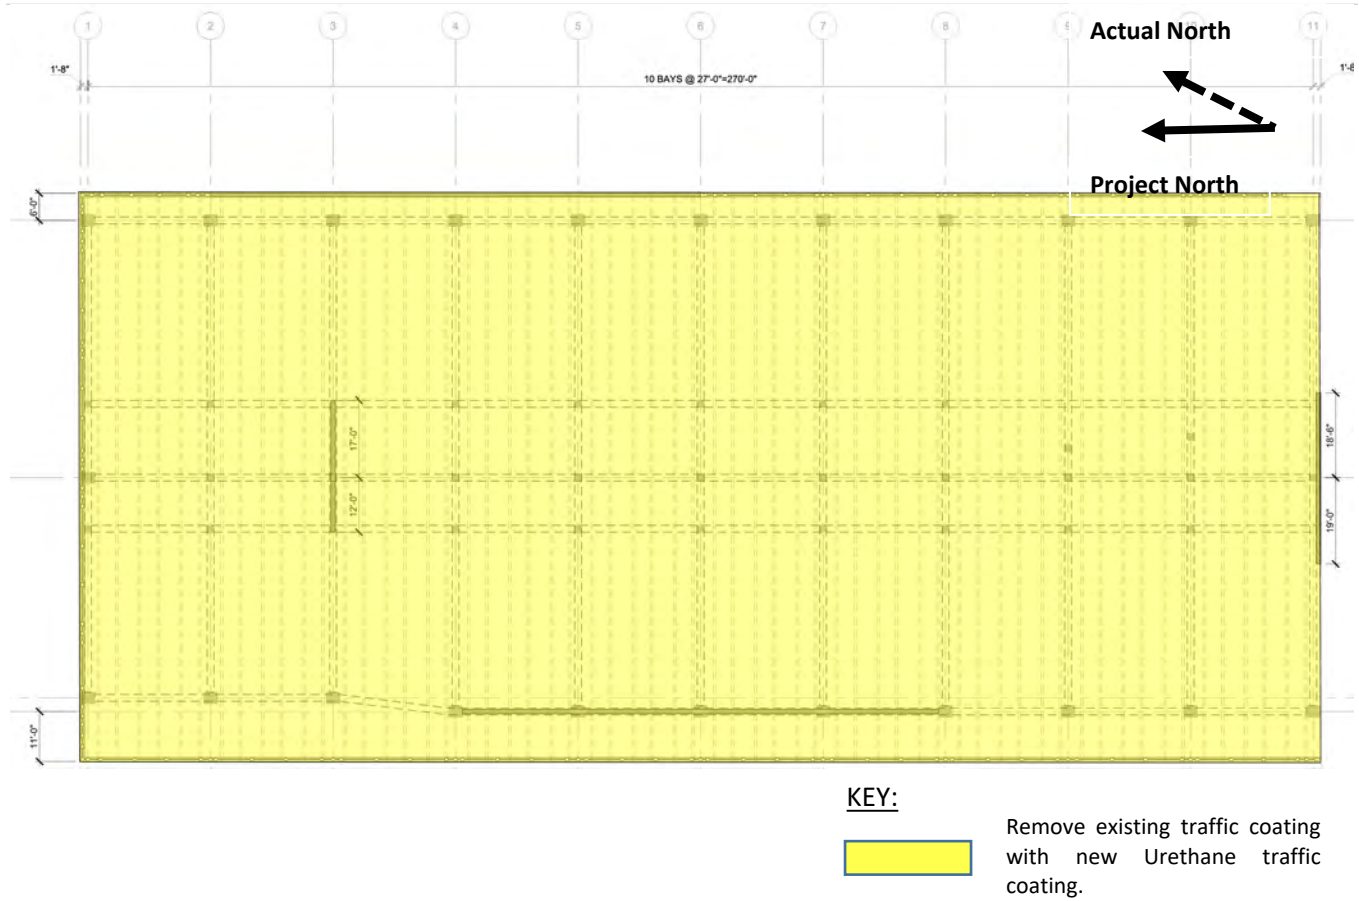 1 2 3 4 5 6 7 8 9 11
Actual North
1'-8"
10 BAYS @ 27'-0"=270'-0"
Project North
6'-0"
17'-0"
12'-0"
18'-6"
19'-0"
11'-0"
KEY:
Remove existing traffic coating
with new Urethane traffic
coating.